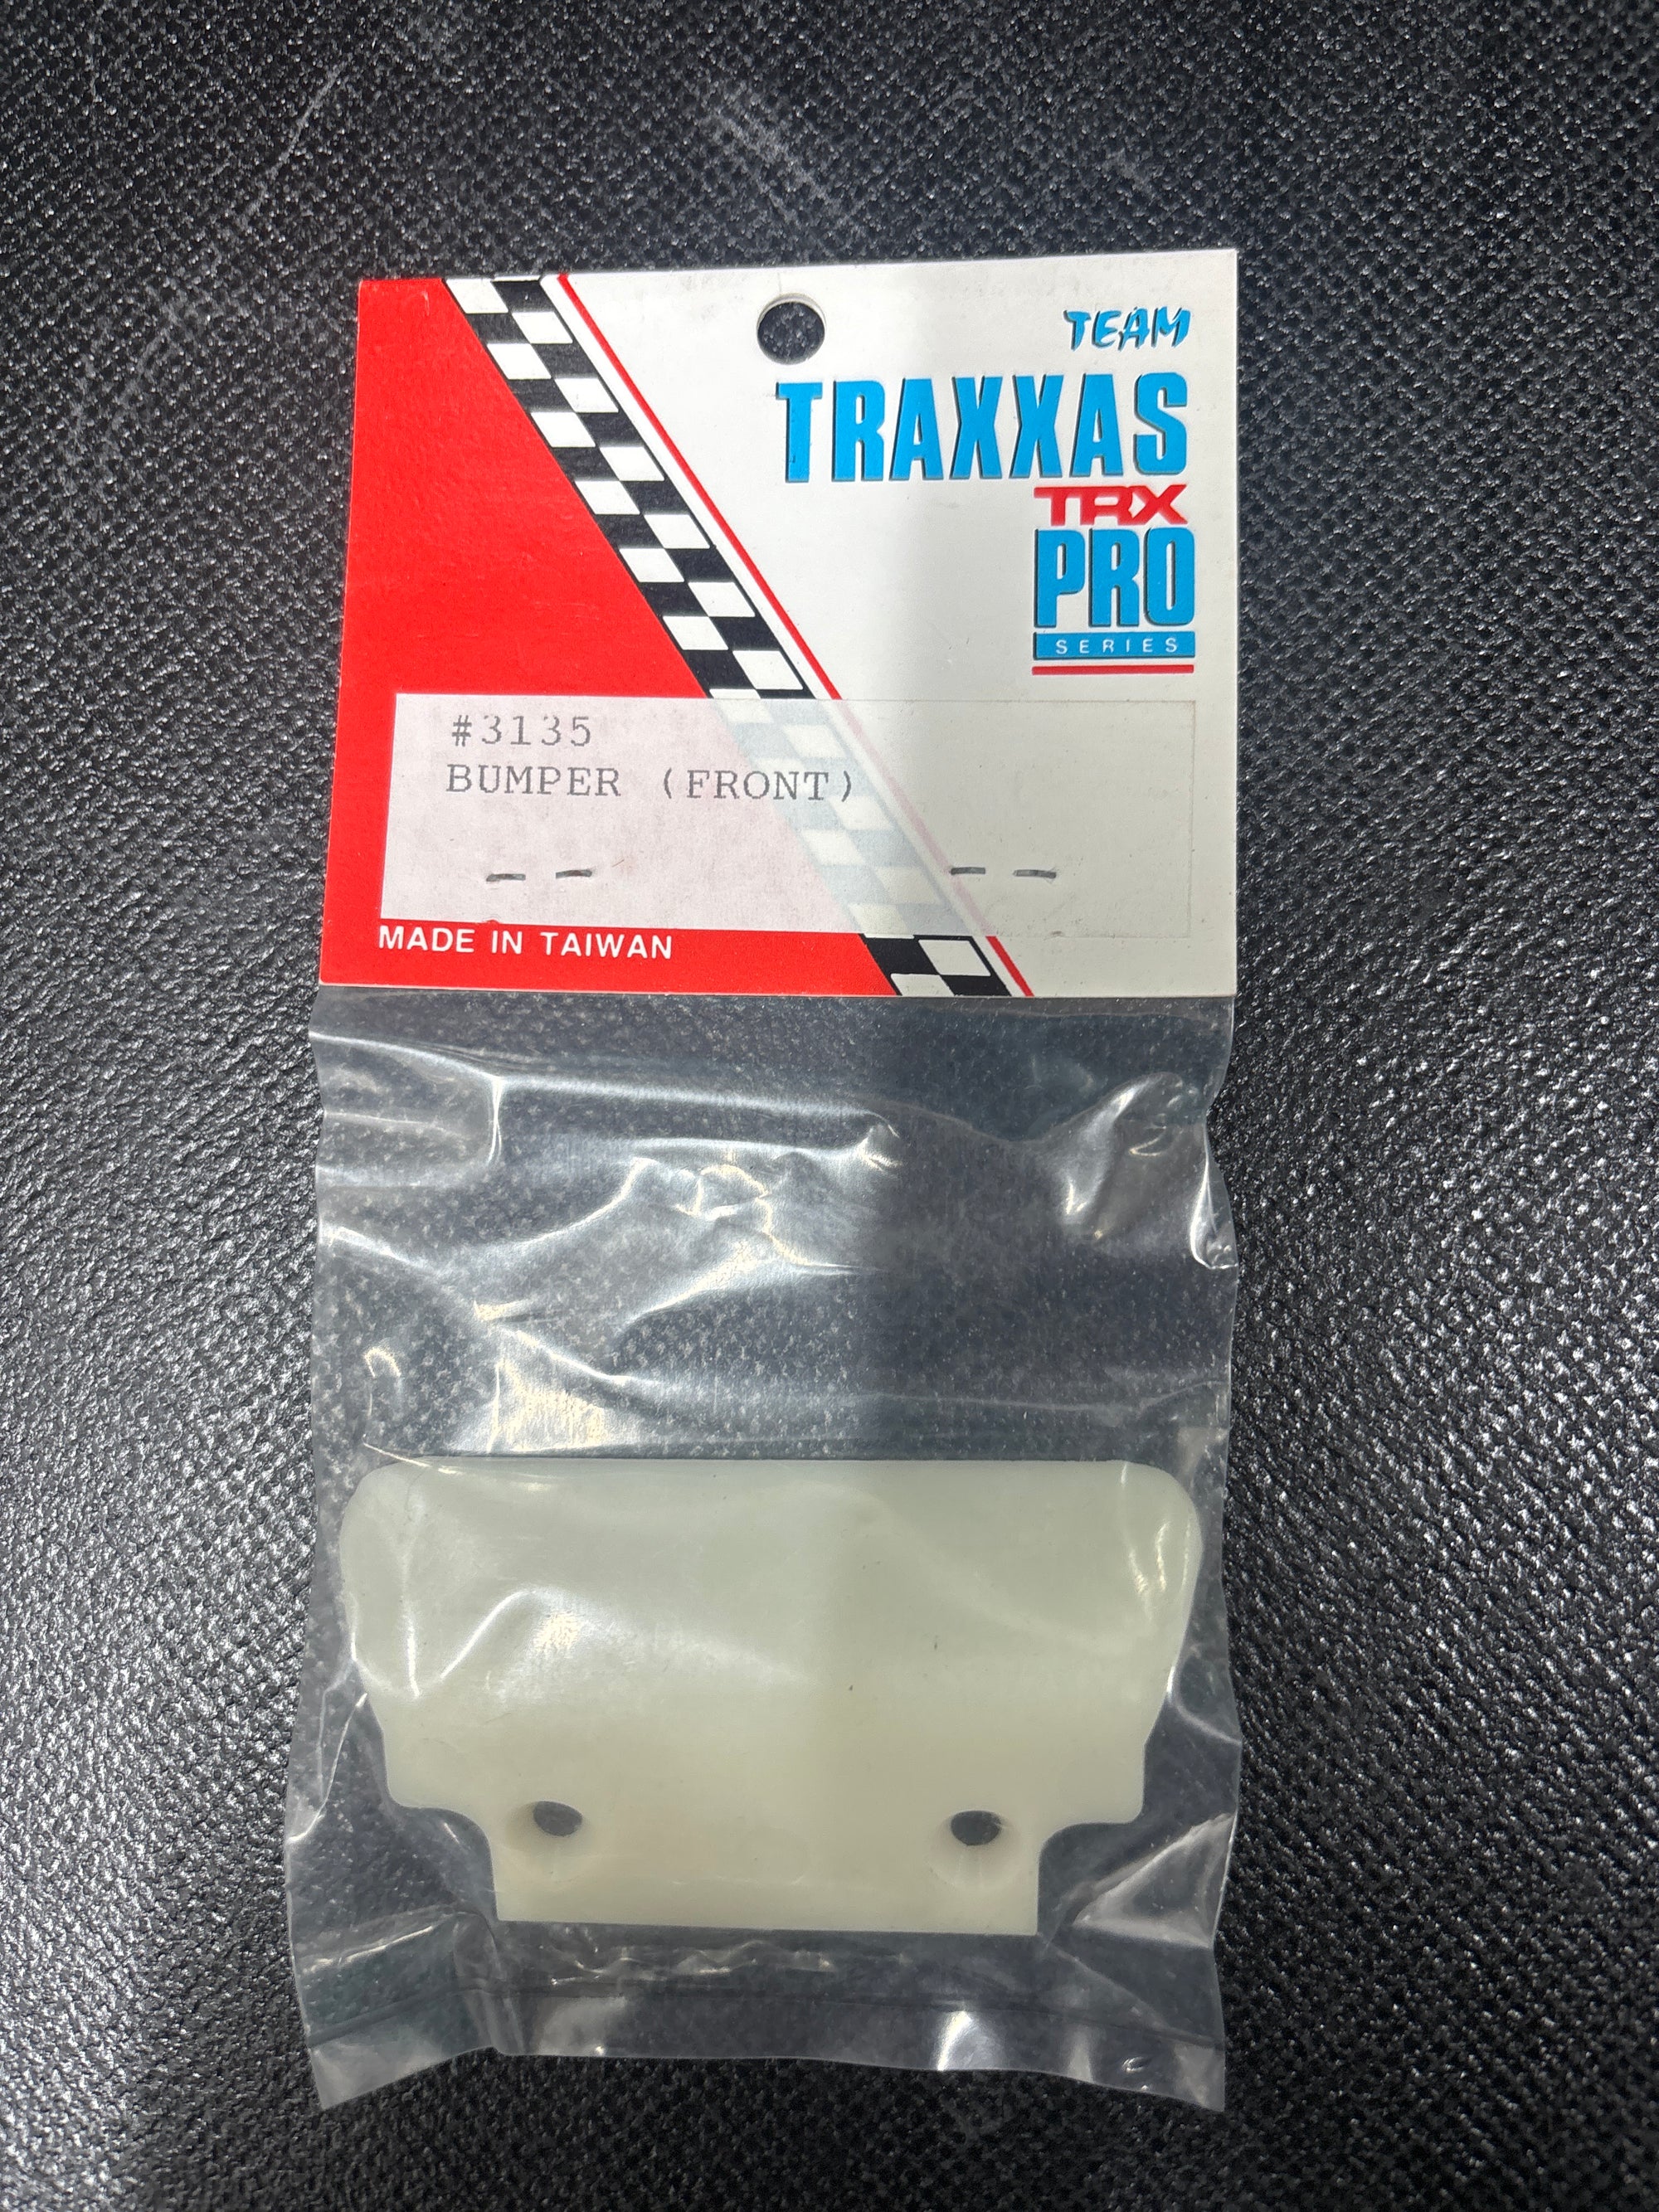 TEAM
TRAXXAS
TRX
PRO
SERIES
#3135
BUMPER (FRONT)
MADE IN TAIWAN